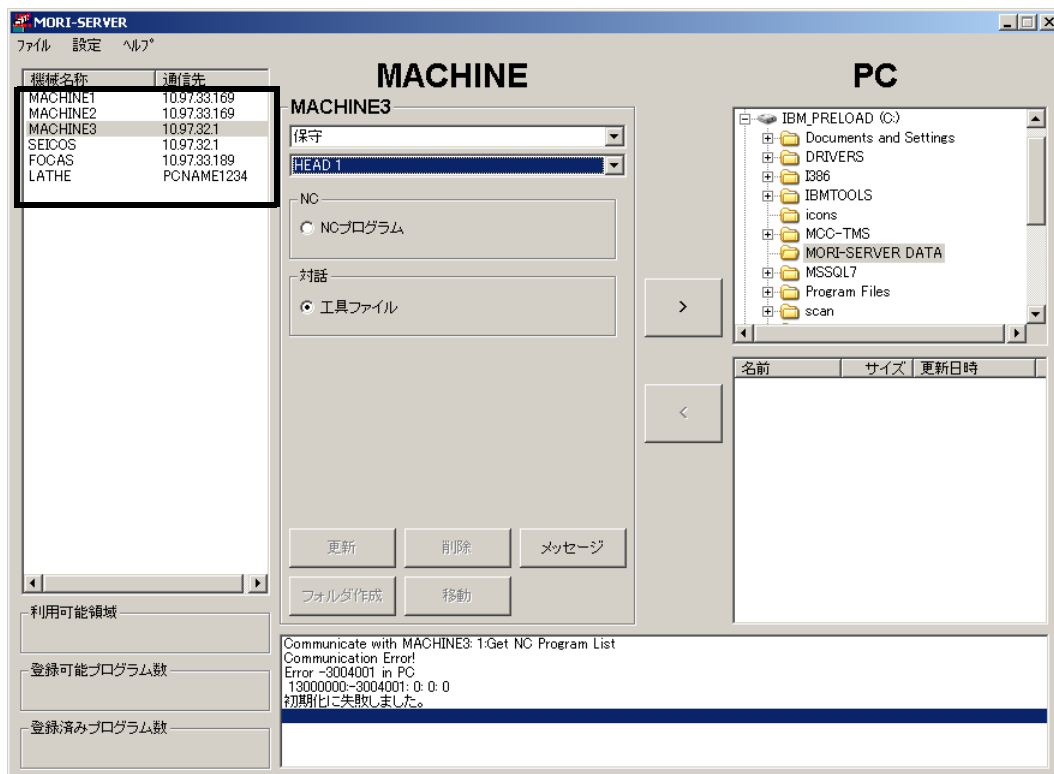 MORI-SERVER
ファイル 設定 ヘルプ
機械名称 通信先
MACHINE1 10.97.33.169
MACHINE2 10.97.33.169
MACHINE3 10.97.32.1
SEICOS 10.97.32.1
FOCAS 10.97.33.189
LATHE PCNAME1234
利用可能領域
登録可能プログラム数
登録済みプログラム数
MACHINE
MACHINE3
保守
HEAD 1
NC
NCプログラム
対話
工具ファイル
更新 削除 メッセージ
フォルダ作成 移動
>
<
PC
IBM_PRELOAD (C:)
Documents and Settings
DRIVERS
I386
IBMTOOLS
icons
MCC-TMS
MORI-SERVER DATA
MSSQL7
Program Files
scan
名前 サイズ 更新日時
Communicate with MACHINE3: 1:Get NC Program List
Communication Error!
Error -3004001 in PC
13000000:-3004001: 0: 0: 0
初期化に失敗しました。